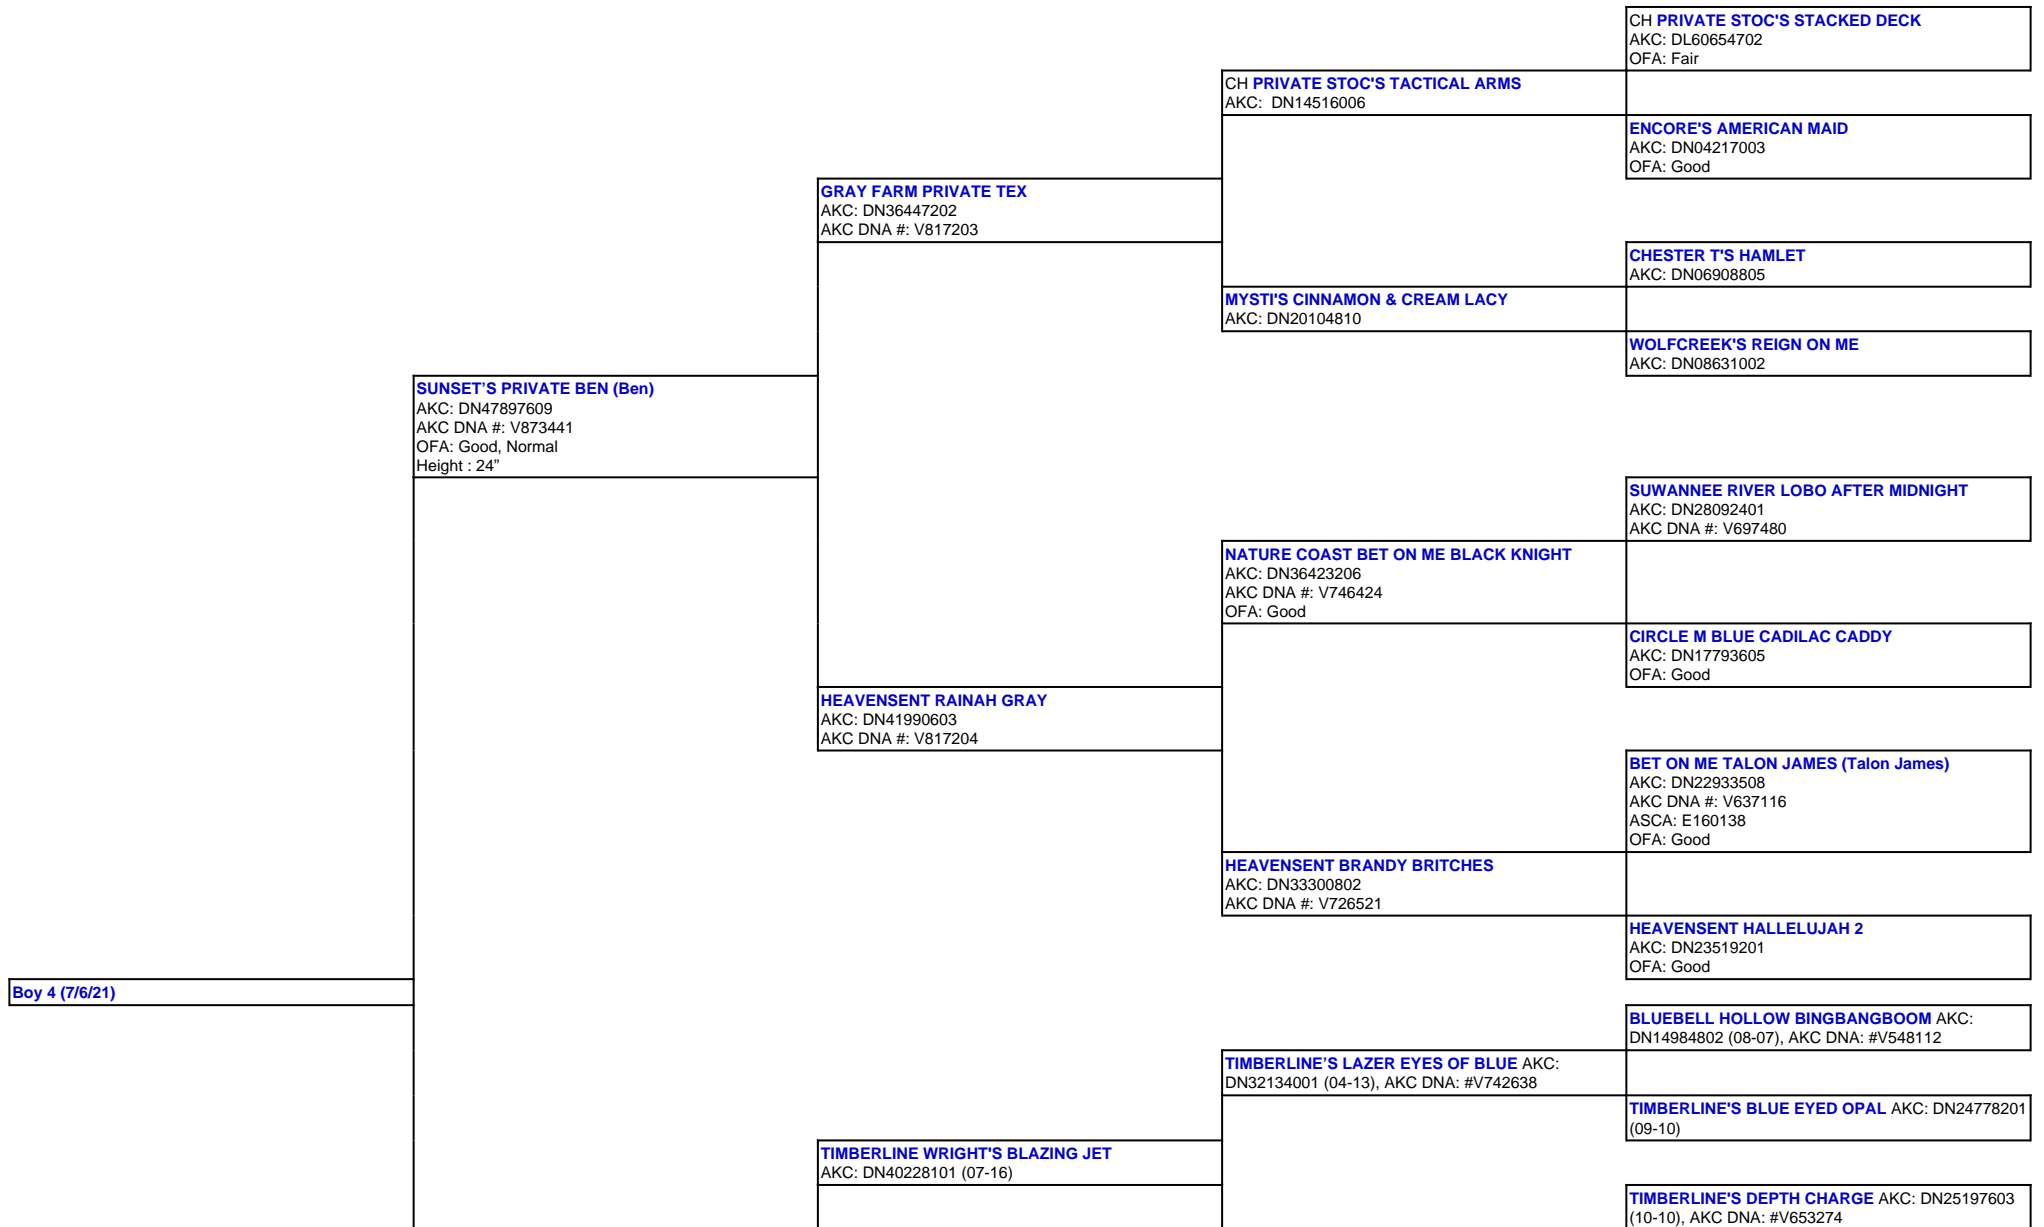 CH PRIVATE STOC'S STACKED DECK
AKC: DL60654702
OFA: Fair
CH PRIVATE STOC'S TACTICAL ARMS
AKC:  DN14516006
ENCORE'S AMERICAN MAID
AKC: DN04217003
OFA: Good
GRAY FARM PRIVATE TEX
AKC: DN36447202
AKC DNA #: V817203
CHESTER T'S HAMLET
AKC: DN06908805
MYSTI'S CINNAMON & CREAM LACY
AKC: DN20104810
WOLFCREEK'S REIGN ON ME
AKC: DN08631002
SUNSET’S PRIVATE BEN (Ben)
AKC: DN47897609
AKC DNA #: V873441
OFA: Good, Normal
Height : 24”
SUWANNEE RIVER LOBO AFTER MIDNIGHT
AKC: DN28092401
AKC DNA #: V697480
NATURE COAST BET ON ME BLACK KNIGHT
AKC: DN36423206
AKC DNA #: V746424
OFA: Good
CIRCLE M BLUE CADILAC CADDY
AKC: DN17793605
OFA: Good
HEAVENSENT RAINAH GRAY
AKC: DN41990603
AKC DNA #: V817204
BET ON ME TALON JAMES (Talon James)
AKC: DN22933508
AKC DNA #: V637116
ASCA: E160138
OFA: Good
HEAVENSENT BRANDY BRITCHES
AKC: DN33300802
AKC DNA #: V726521
HEAVENSENT HALLELUJAH 2
AKC: DN23519201
OFA: Good
Boy 4 (7/6/21)
BLUEBELL HOLLOW BINGBANGBOOM AKC:
DN14984802 (08-07), AKC DNA: #V548112
TIMBERLINE’S LAZER EYES OF BLUE AKC:
DN32134001 (04-13), AKC DNA: #V742638
TIMBERLINE'S BLUE EYED OPAL AKC: DN24778201
(09-10)
TIMBERLINE WRIGHT'S BLAZING JET
AKC: DN40228101 (07-16)
TIMBERLINE'S DEPTH CHARGE AKC: DN25197603
(10-10), AKC DNA: #V653274